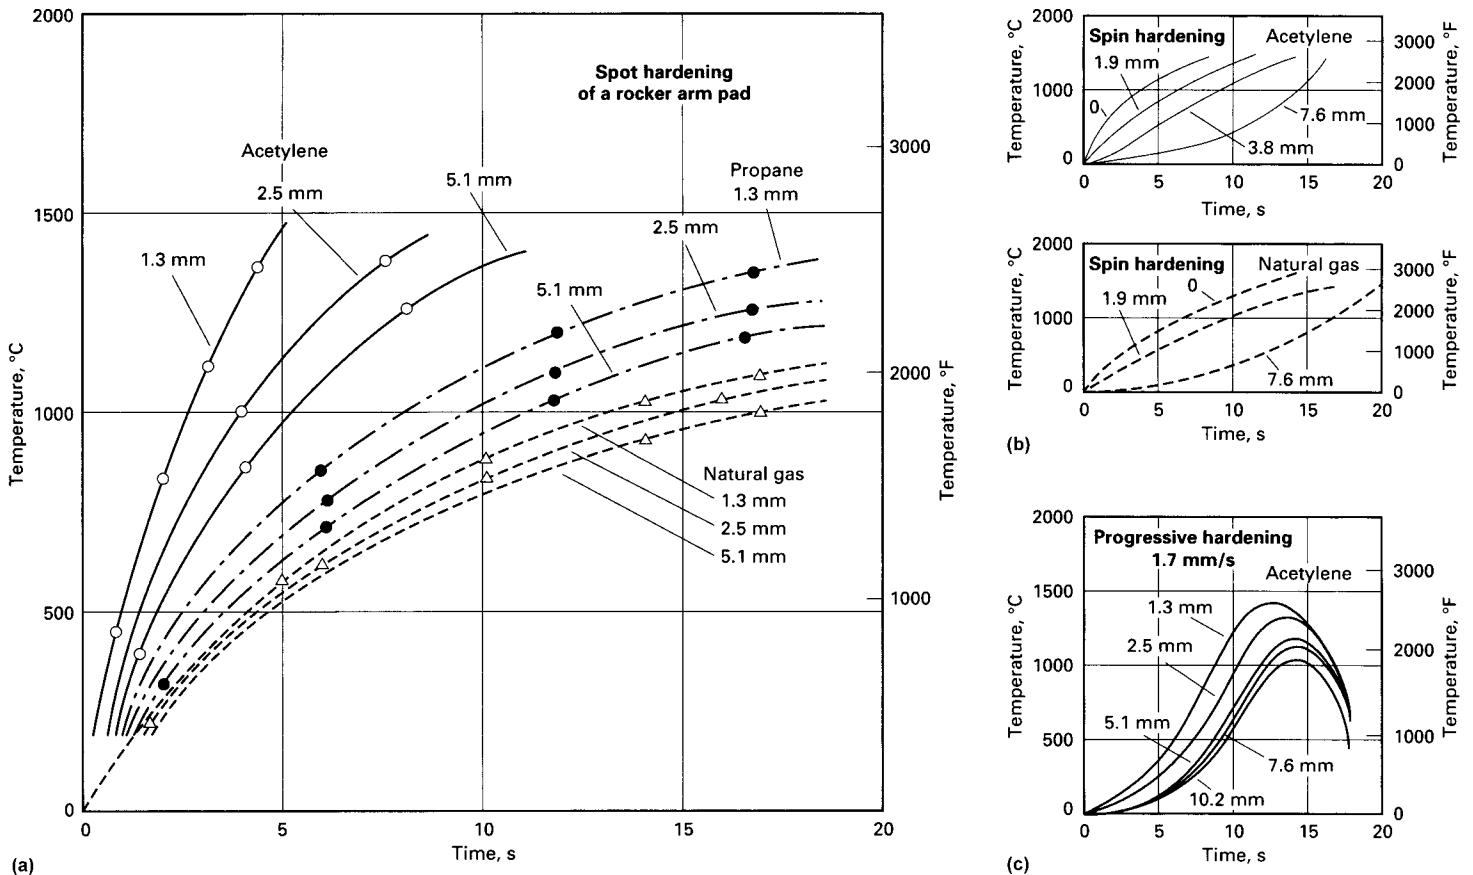 2000
1500
1000
500
0
Temperature, °C
0
5
10
15
20
Time, s
3000
2000
1000
Temperature, °F
Spot hardening
of a rocker arm pad
Acetylene
1.3 mm
2.5 mm
5.1 mm
Propane
1.3 mm
2.5 mm
5.1 mm
Natural gas
1.3 mm
2.5 mm
5.1 mm
(a)
2000
1000
0
Temperature, °C
Spin hardening
Acetylene
1.9 mm
0
7.6 mm
3.8 mm
3000
2000
1000
0
Temperature, °F
0
5
10
15
20
Time, s
2000
1000
0
Temperature, °C
Spin hardening
Natural gas
0
1.9 mm
7.6 mm
3000
2000
1000
0
Temperature, °F
0
5
10
15
20
Time, s
(b)
2000
1500
1000
500
0
Temperature, °C
Progressive hardening
1.7 mm/s
Acetylene
1.3 mm
2.5 mm
5.1 mm
7.6 mm
10.2 mm
3000
2000
1000
0
Temperature, °F
0
5
10
15
20
Time, s
(c)